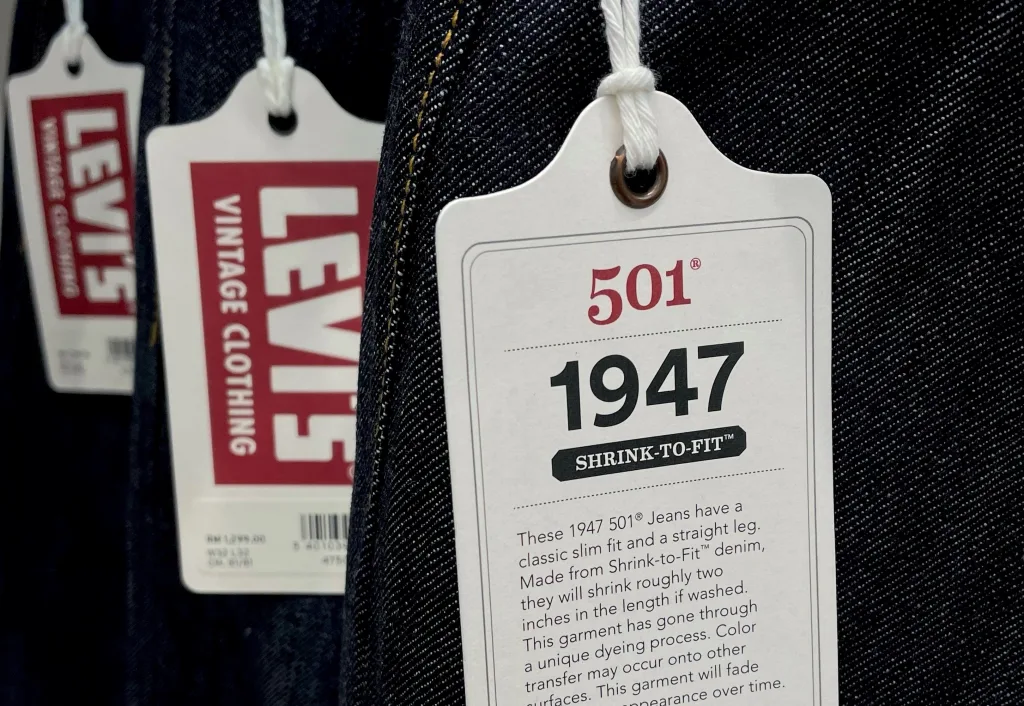 LEVI'S
VINTAGE CLOTHING
LEVI'S
VINTAGE CLOTHING
RM 1,299.00
501®
1947
SHRINK-TO-FIT™
These 1947 501® Jeans have a
classic slim fit and a straight leg.
Made from Shrink-to-Fit™ denim,
they will shrink roughly two
inches in the length if washed.
This garment has gone through
a unique dyeing process. Color
transfer may occur onto other
surfaces. This garment will fade
appearance over time.